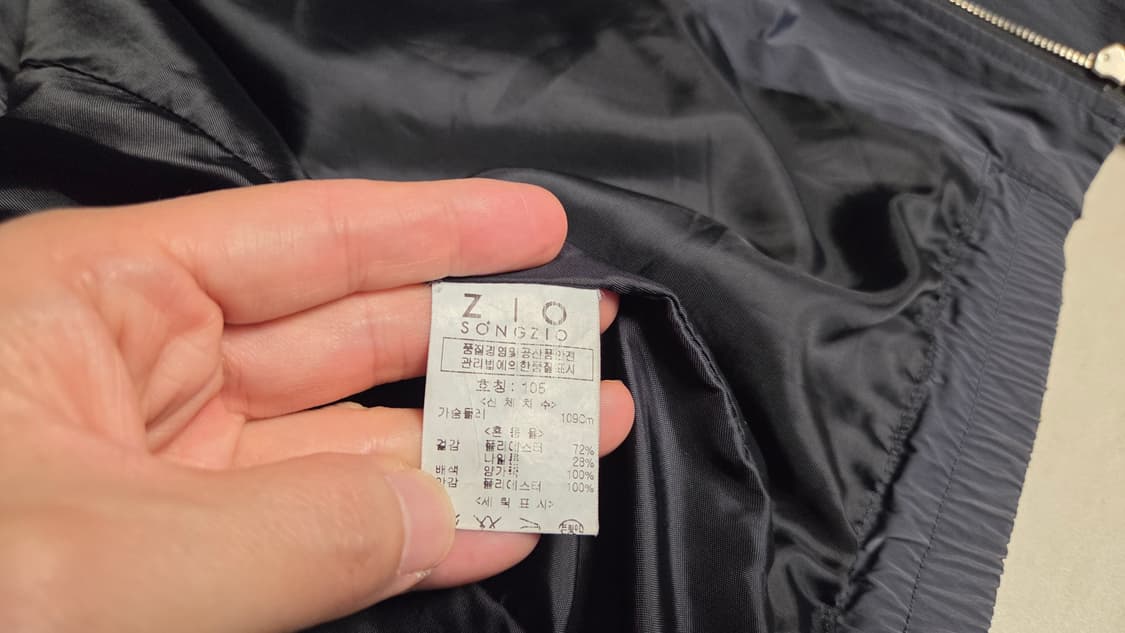 Z I O
SONGZIO
품질경영및공산품안전
관리법에의한품질표시
호칭 : 105
<신 체 치 수>
가슴둘레 109Cm
<혼 용 율>
겉감 폴리에스터 72%
나일론 28%
배색 양가죽 100%
안감 폴리에스터 100%
<세 탁 표 시>